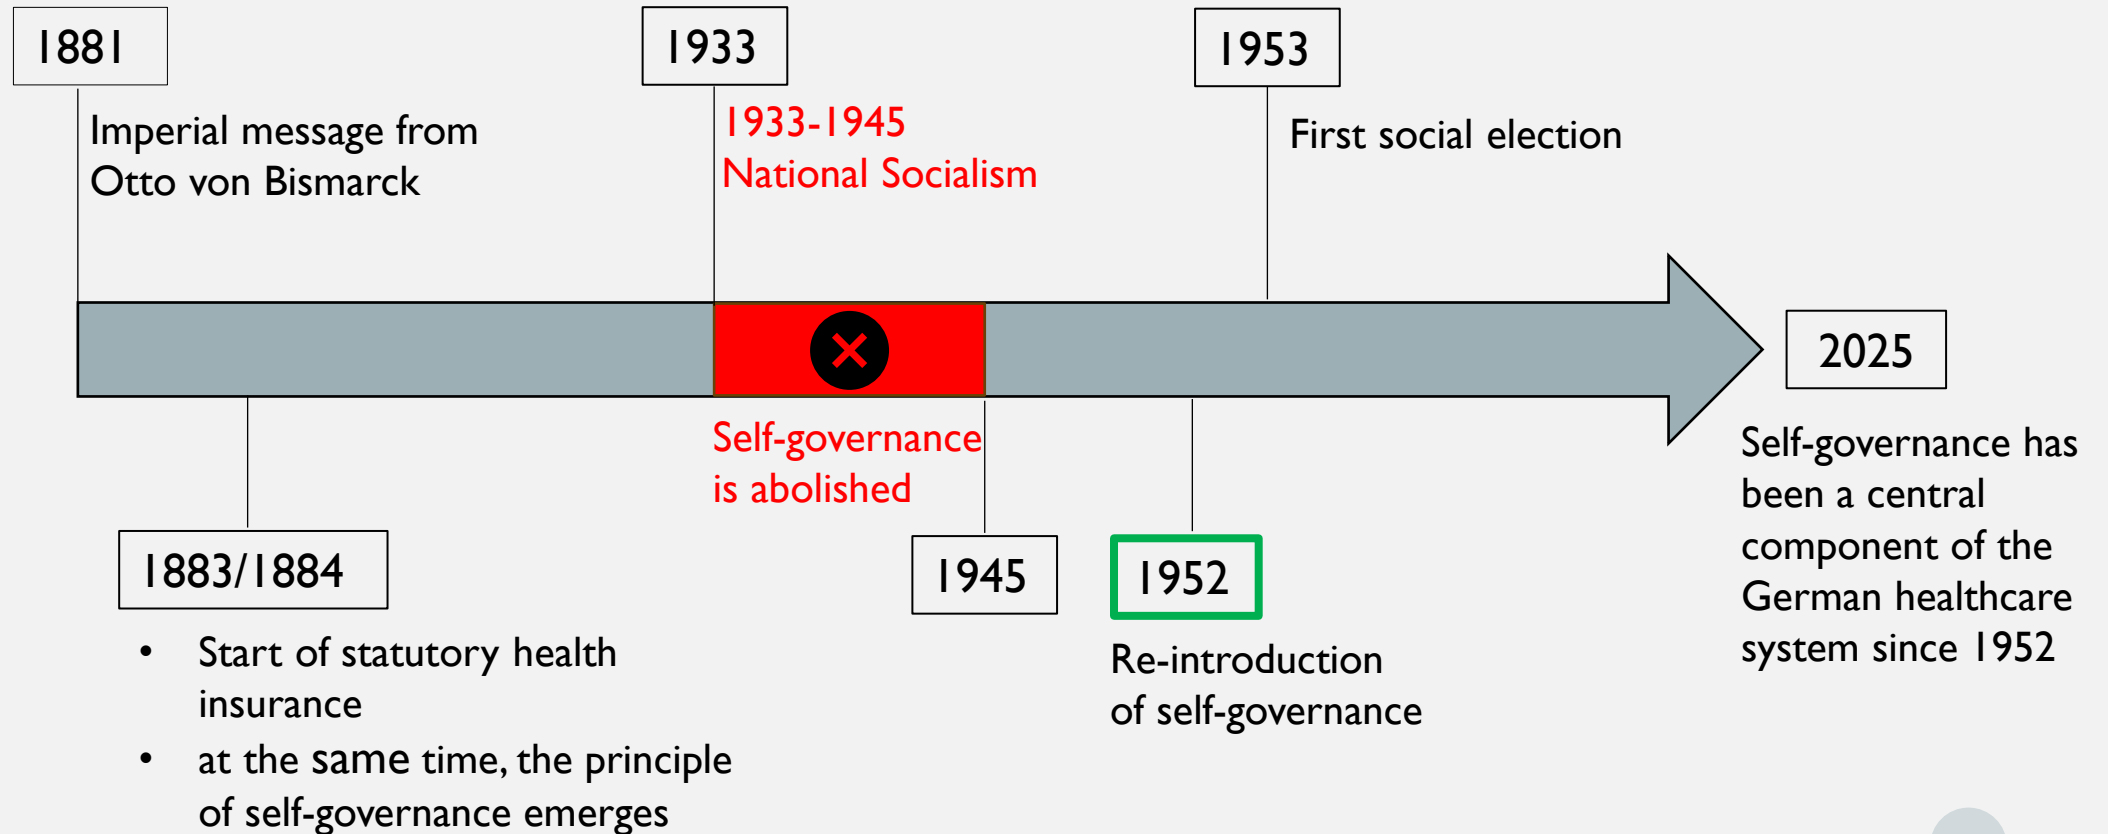 1881
Imperial message from
Otto von Bismarck
1933
1933-1945
National Socialism
1953
First social election
Self-governance
is abolished
1883/1884
• Start of statutory health
insurance
• at the same time, the principle
of self-governance emerges
1945
1952
Re-introduction
of self-governance
2025
Self-governance has
been a central
component of the
German healthcare
system since 1952